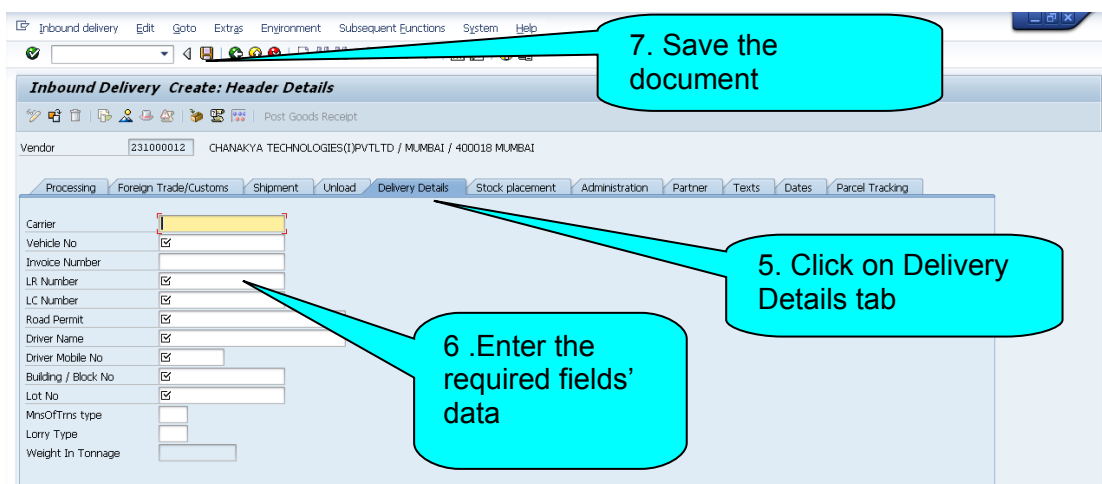 Inbound delivery Edit Goto Extras Environment Subsequent Functions System Help
7. Save the
document
Inbound Delivery Create: Header Details
Post Goods Receipt
Vendor 231000012 CHANAKYA TECHNOLOGIES(I)PVTLTD / MUMBAI / 400018 MUMBAI
Processing Foreign Trade/Customs Shipment Unload Delivery Details Stock placement Administration Partner Texts Dates Parcel Tracking
Carrier
Vehicle No
Invoice Number
LR Number
LC Number
Road Permit
Driver Name
Driver Mobile No
Building / Block No
Lot No
MnsOfTrns type
Lorry Type
Weight In Tonnage
5. Click on Delivery
Details tab
6 .Enter the
required fields’
data